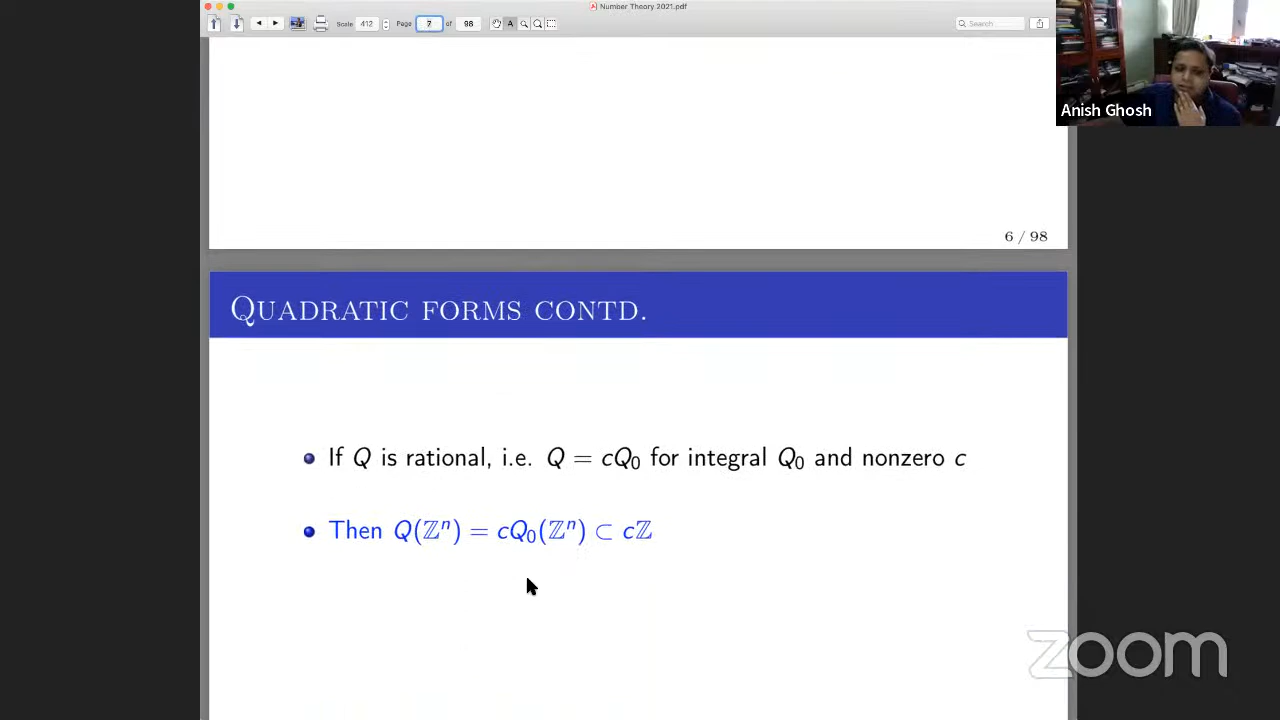 Number Theory 2021.pdf
Scale 412 Page 7 of 98 Search
Anish Ghosh
6 / 98
QUADRATIC FORMS CONTD.
If Q is rational, i.e. Q = cQ₀ for integral Q₀ and nonzero c
Then Q(ℤⁿ) = cQ₀(ℤⁿ) ⊂ cℤ
zoom